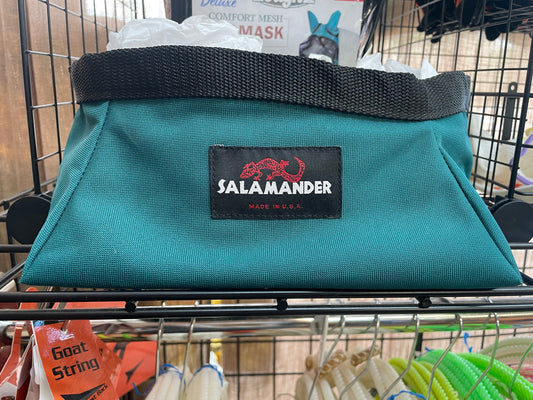 Deluxe
COMFORT MESH
MASK
SALAMANDER
MADE IN U.S.A.
Goat
String